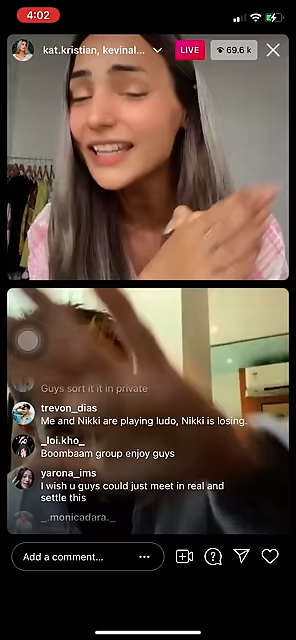 4:02
kat.kristian, kevinal...
LIVE
69.6 k
Guys sort it it in private
trevon_dias
Me and Nikki are playing ludo, Nikki is losing.
_loi.kho_
Boombaam group enjoy guys
yarona_ims
I wish u guys could just meet in real and
settle this
_.monicadara._
Add a comment...